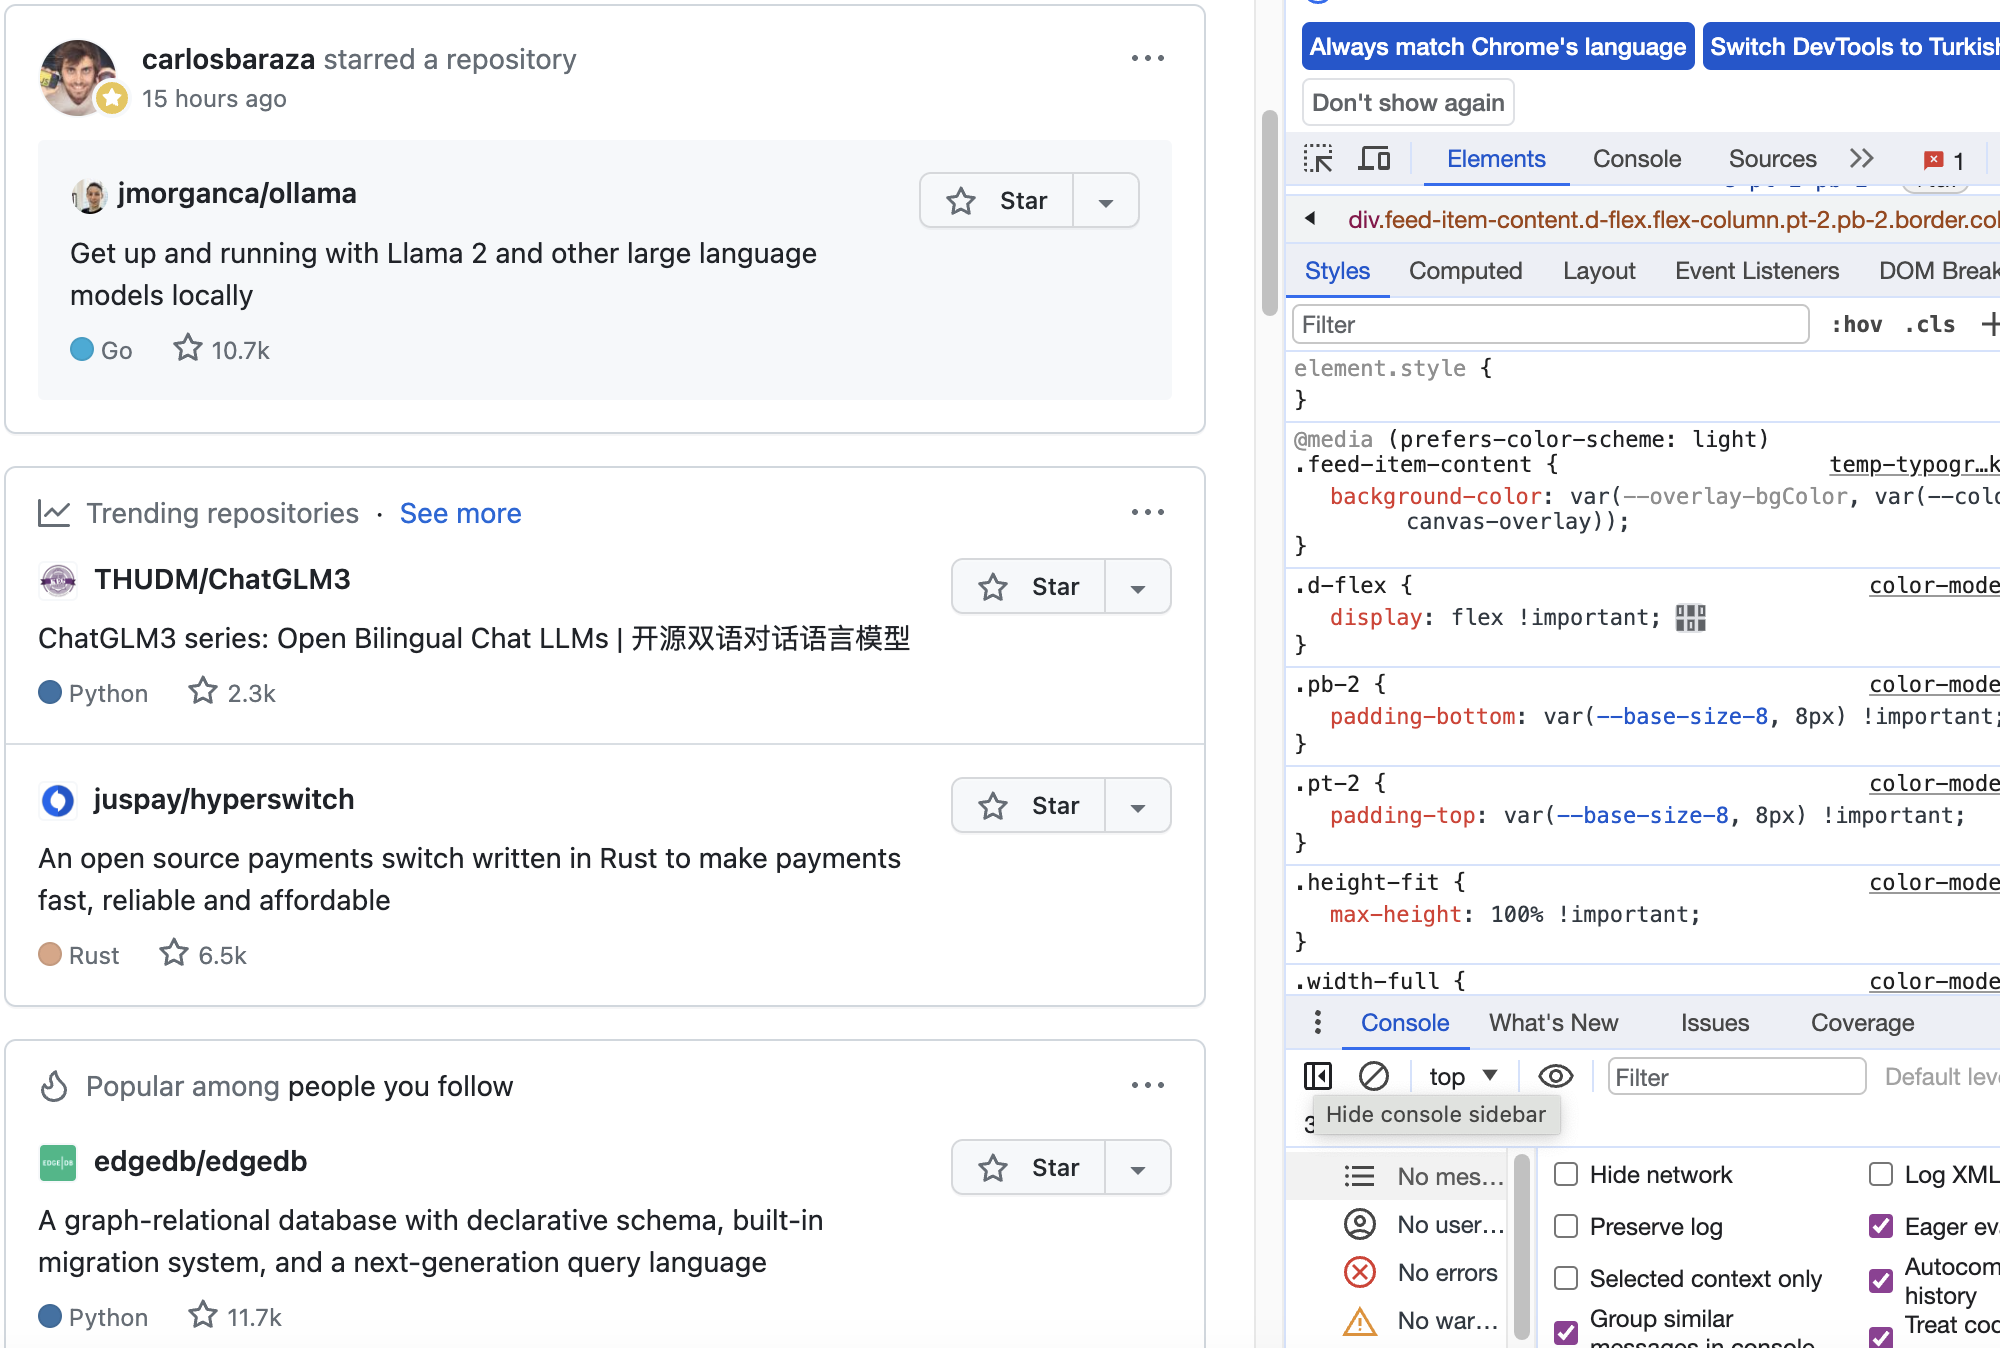 carlosbaraza starred a repository
15 hours ago
jmorganca/ollama
Star
Get up and running with Llama 2 and other large language
models locally
Go 10.7k
Trending repositories · See more
THUDM/ChatGLM3
Star
ChatGLM3 series: Open Bilingual Chat LLMs | 开源双语对话语言模型
Python 2.3k
juspay/hyperswitch
Star
An open source payments switch written in Rust to make payments
fast, reliable and affordable
Rust 6.5k
Popular among people you follow
EDGE|DB
edgedb/edgedb
Star
A graph-relational database with declarative schema, built-in
migration system, and a next-generation query language
Python 11.7k
Always match Chrome's language Switch DevTools to Turkish
Don't show again
Elements Console Sources 1
div.feed-item-content.d-flex.flex-column.pt-2.pb-2.border.col
Styles Computed Layout Event Listeners DOM Break
Filter :hov .cls +
element.style {
}
@media (prefers-color-scheme: light)
.feed-item-content { temp-typogr…k
background-color: var(--overlay-bgColor, var(--colo
canvas-overlay));
}
.d-flex { color-mode
display: flex !important;
}
.pb-2 { color-mode
padding-bottom: var(--base-size-8, 8px) !important;
}
.pt-2 { color-mode
padding-top: var(--base-size-8, 8px) !important;
}
.height-fit { color-mode
max-height: 100% !important;
}
.width-full { color-mode
Console What's New Issues Coverage
top Filter Default leve
3
Hide console sidebar
No mes…
No user…
No errors
No war…
Hide network Log XML
Preserve log Eager eva
Selected context only Autocom
history
Group similar Treat cod
messages in console